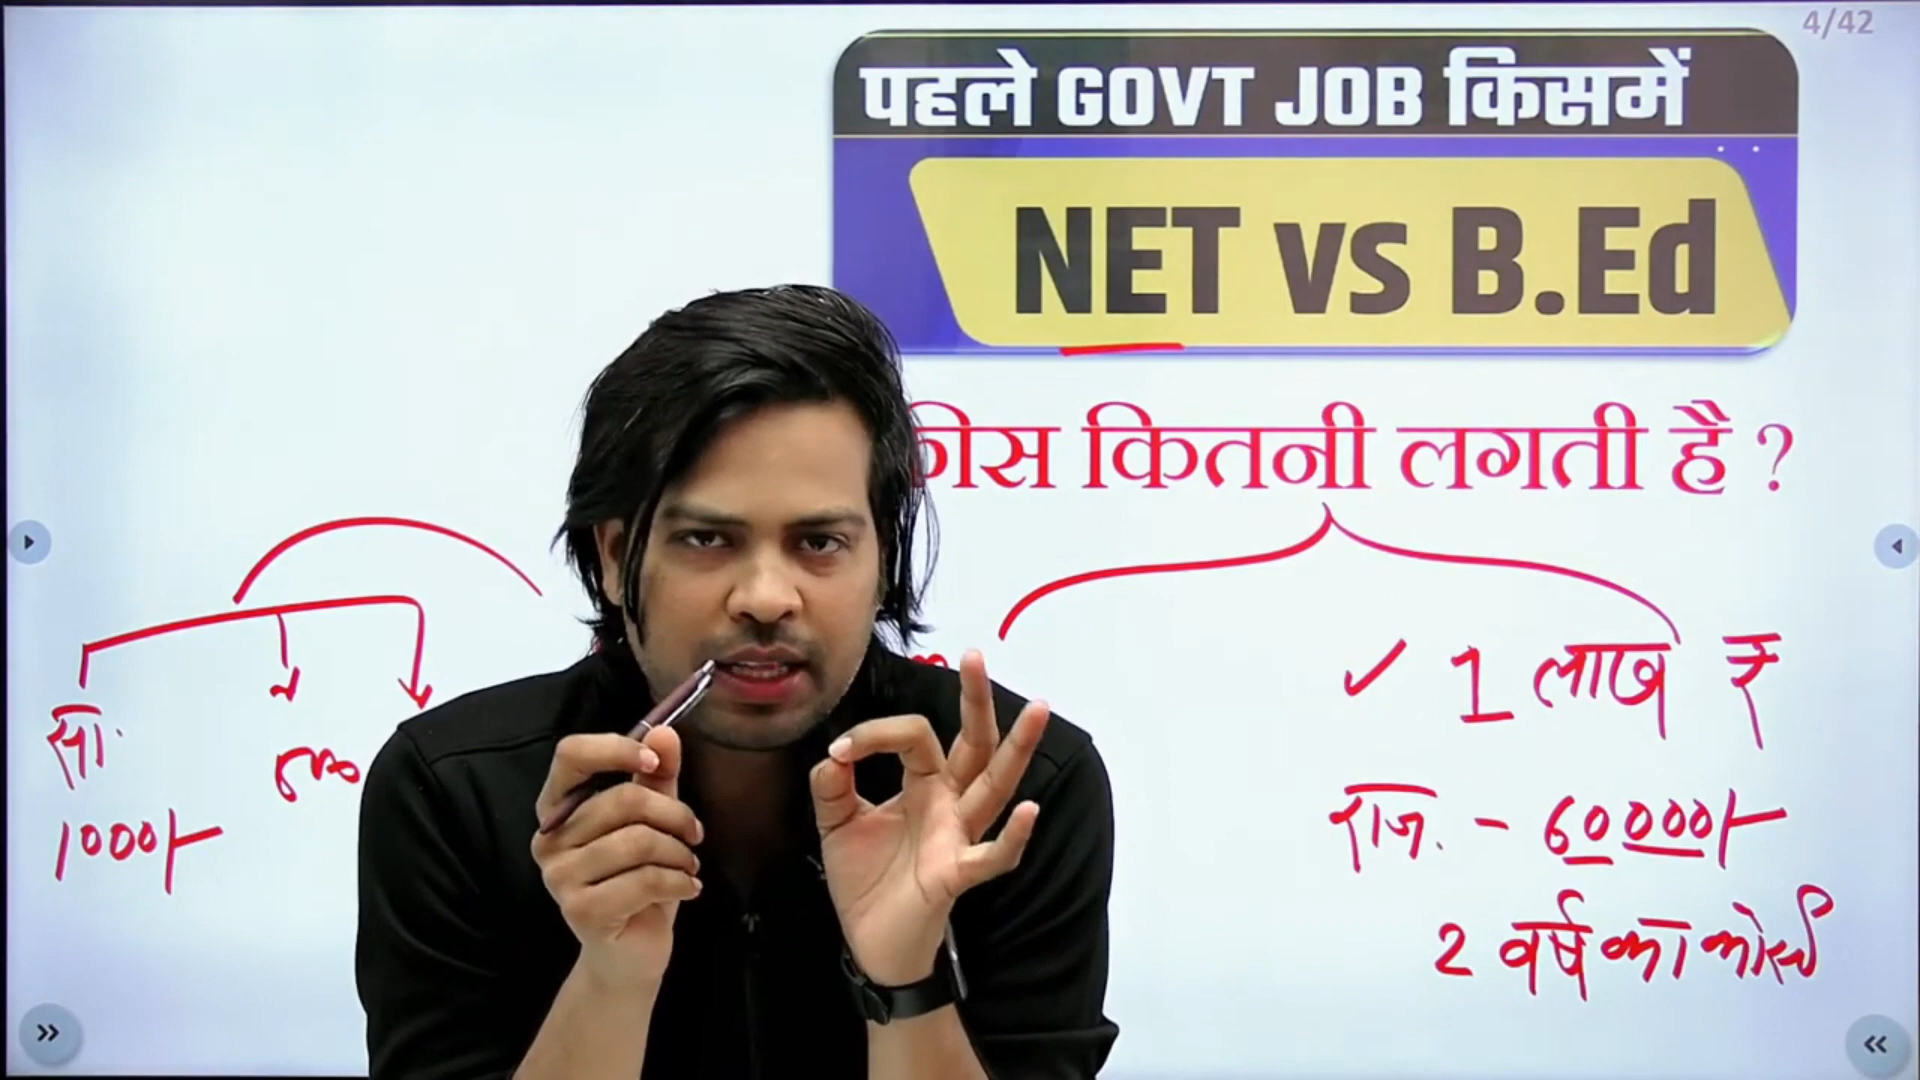 4/42
पहले GOVT JOB किसमें
NET vs B.Ed
कितनी लगती है ?
✓ 1 लाख ₹
सा.
1000/-
राज. - 60000/-
2 वर्ष का कोर्स